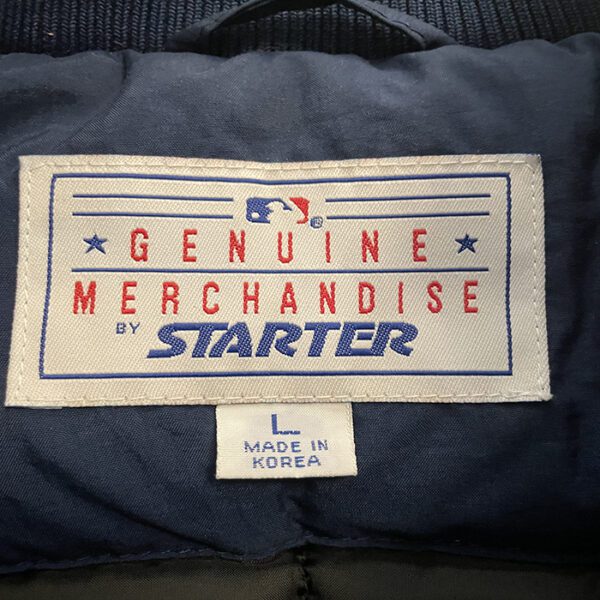 ®
GENUINE
MERCHANDISE
BY STARTER
L
MADE IN
KOREA